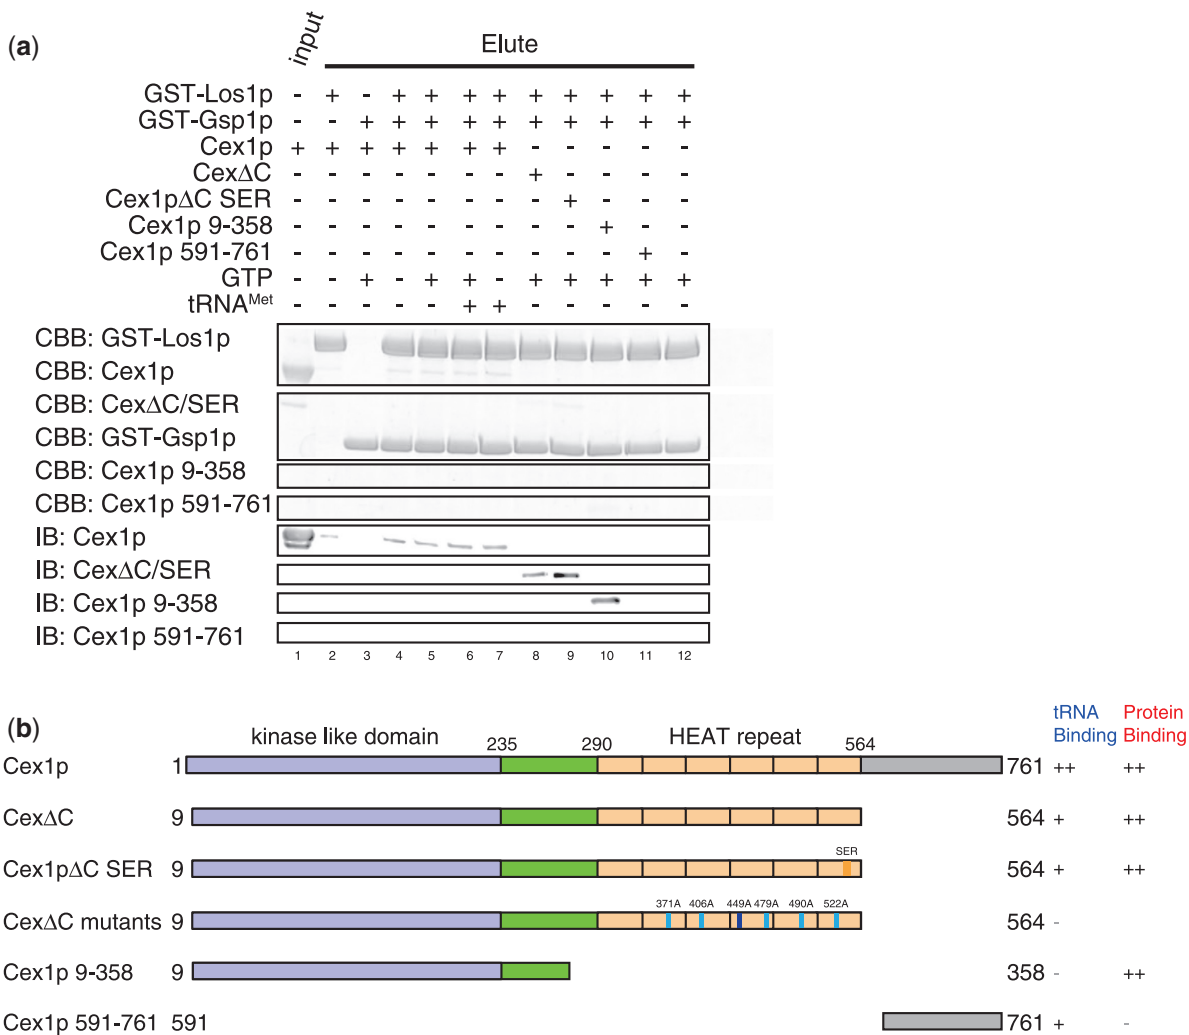 (a)
input
Elute
GST-Los1p - + - + + + + + + + + +
GST-Gsp1p - - + + + + + + + + + +
Cex1p + + + + + + + - - - - -
CexΔC - - - - - - - + - - - -
Cex1pΔC SER - - - - - - - - + - - -
Cex1p 9-358 - - - - - - - - - + - -
Cex1p 591-761 - - - - - - - - - - + -
GTP - - + - + + - + + + + +
tRNAMet - - - - - + + - - - - -
CBB: GST-Los1p
CBB: Cex1p
CBB: CexΔC/SER
CBB: GST-Gsp1p
CBB: Cex1p 9-358
CBB: Cex1p 591-761
IB: Cex1p
IB: CexΔC/SER
IB: Cex1p 9-358
IB: Cex1p 591-761
1 2 3 4 5 6 7 8 9 10 11 12
(b)
tRNA Binding Protein Binding
kinase like domain 235 290 HEAT repeat 564
Cex1p 1 761 ++ ++
CexΔC 9 564 + ++
SER
Cex1pΔC SER 9 564 + ++
371A 406A 449A 479A 490A 522A
CexΔC mutants 9 564 -
Cex1p 9-358 9 358 - ++
Cex1p 591-761 591 761 + -